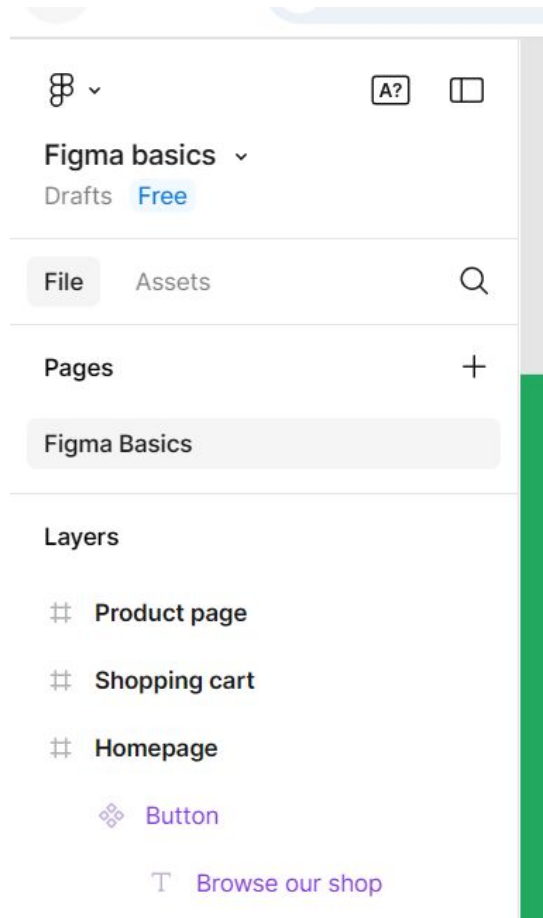 A?
Figma basics
Drafts Free
File Assets
Pages
Figma Basics
Layers
Product page
Shopping cart
Homepage
Button
T Browse our shop